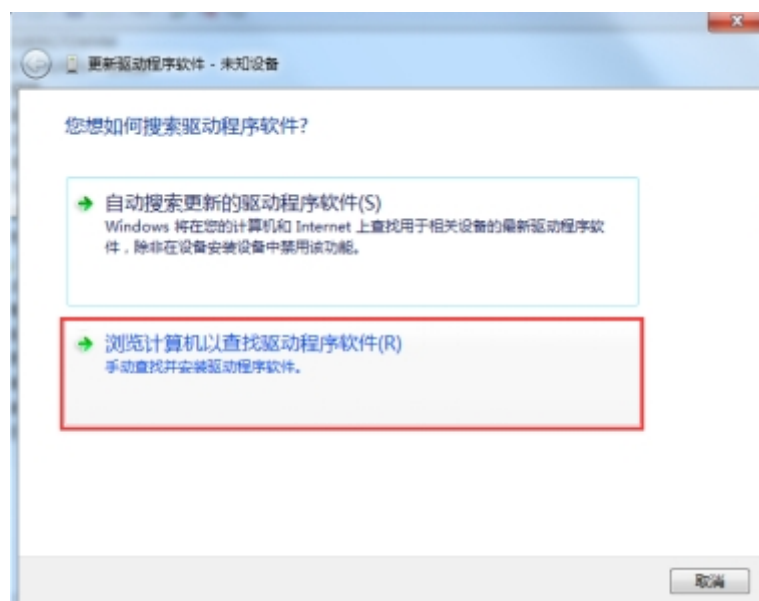 更新驱动程序软件 - 未知设备
您想如何搜索驱动程序软件?
自动搜索更新的驱动程序软件(S)
Windows 将在您的计算机和 Internet 上查找用于相关设备的最新驱动程序软
件，除非在设备安装设备中禁用该功能。
浏览计算机以查找驱动程序软件(R)
手动查找并安装驱动程序软件。
取消